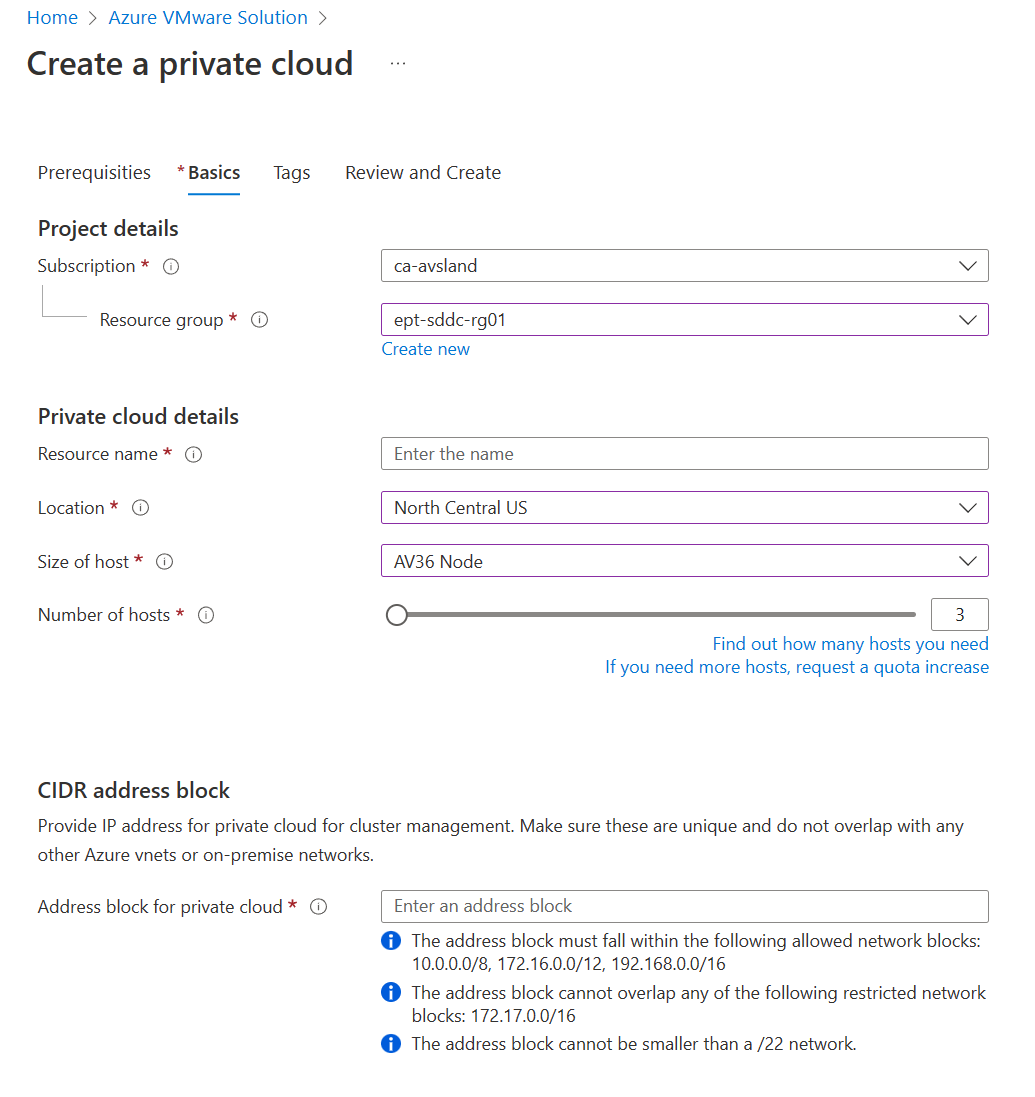 Home > Azure VMware Solution >
Create a private cloud ...
Prerequisities * Basics Tags Review and Create
Project details
Subscription * ca-avsland
Resource group * ept-sddc-rg01
Create new
Private cloud details
Resource name * Enter the name
Location * North Central US
Size of host * AV36 Node
Number of hosts * 3
Find out how many hosts you need
If you need more hosts, request a quota increase
CIDR address block
Provide IP address for private cloud for cluster management. Make sure these are unique and do not overlap with any
other Azure vnets or on-premise networks.
Address block for private cloud * Enter an address block
The address block must fall within the following allowed network blocks:
10.0.0.0/8, 172.16.0.0/12, 192.168.0.0/16
The address block cannot overlap any of the following restricted network
blocks: 172.17.0.0/16
The address block cannot be smaller than a /22 network.